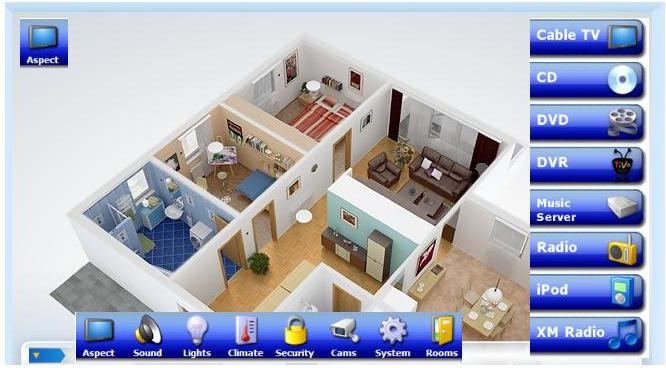 Aspect
Cable TV
CD
DVD
DVR
TiVo
Music
Server
Radio
iPod
XM Radio
Aspect Sound Lights Climate Security Cams System Rooms